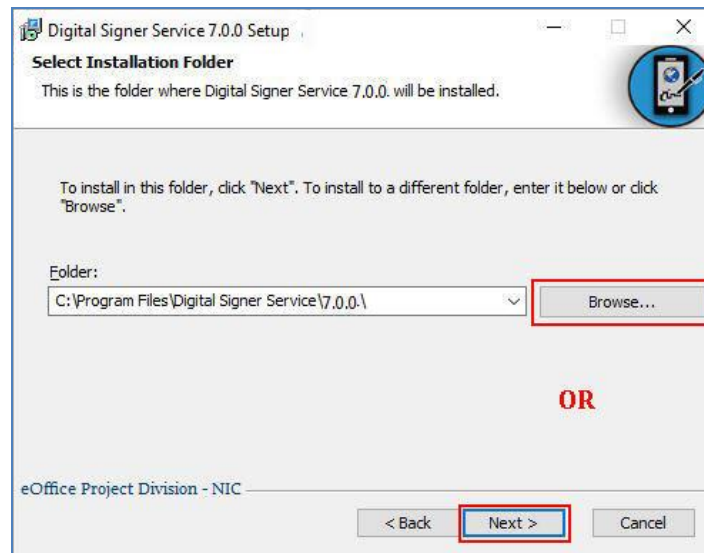 Digital Signer Service 7.0.0 Setup
Select Installation Folder
This is the folder where Digital Signer Service 7.0.0. will be installed.
To install in this folder, click "Next". To install to a different folder, enter it below or click
"Browse".
Folder:
C:\Program Files\Digital Signer Service\7.0.0.\
Browse...
OR
eOffice Project Division - NIC
< Back
Next >
Cancel